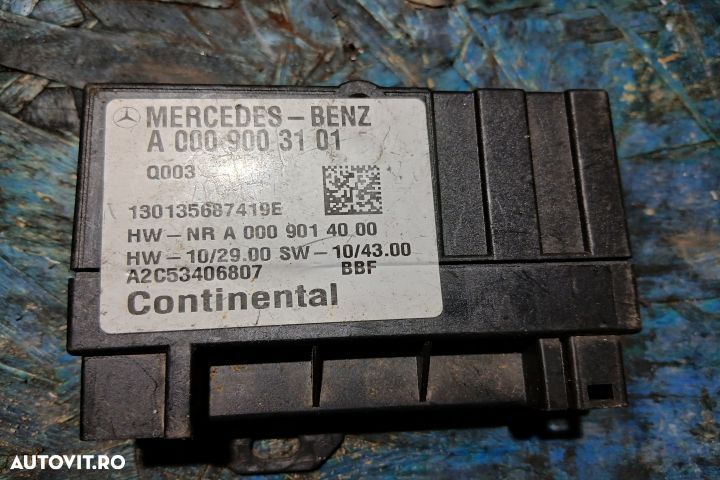 MERCEDES-BENZ
A 000 900 31 01
Q003
130135687419E
HW-NR A 000 901 40 00
HW-10/29.00 SW-10/43.00
A2C53406807 BBF
Continental
AUTOVIT.RO